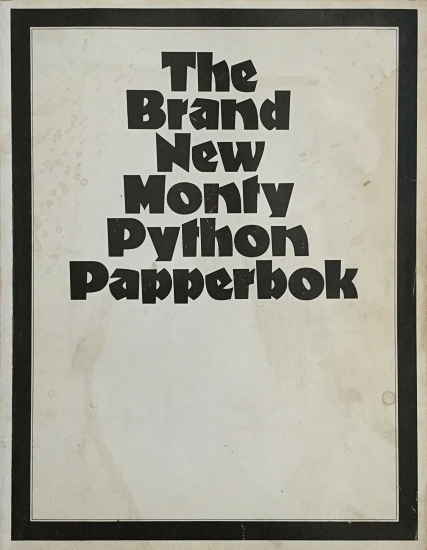 The
Brand
New
Monty
Python
Papperbok